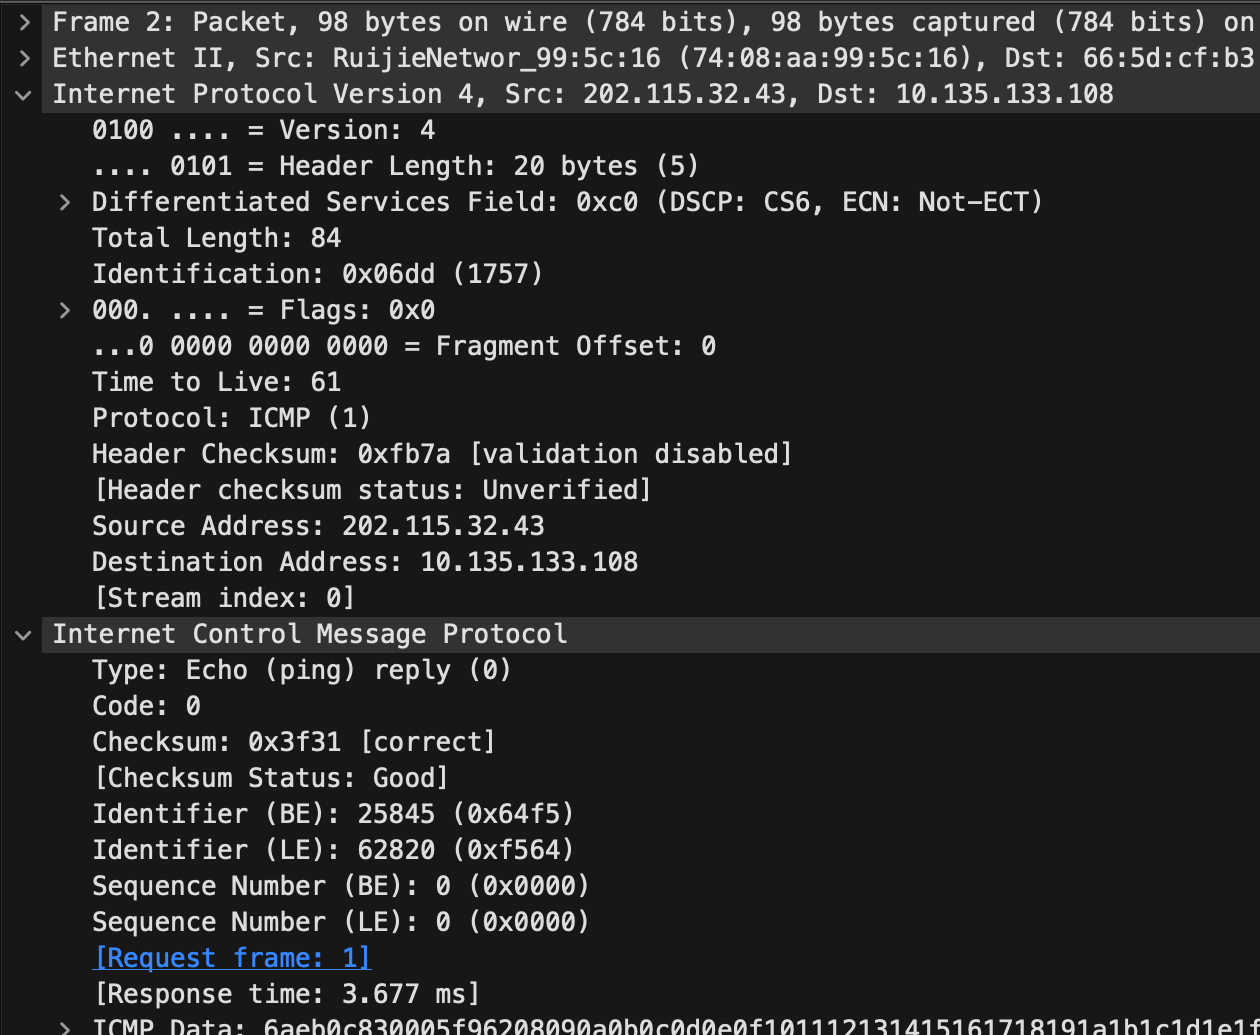 Frame 2: Packet, 98 bytes on wire (784 bits), 98 bytes captured (784 bits) on
Ethernet II, Src: RuijieNetwor_99:5c:16 (74:08:aa:99:5c:16), Dst: 66:5d:cf:b3
Internet Protocol Version 4, Src: 202.115.32.43, Dst: 10.135.133.108
0100 .... = Version: 4
.... 0101 = Header Length: 20 bytes (5)
Differentiated Services Field: 0xc0 (DSCP: CS6, ECN: Not-ECT)
Total Length: 84
Identification: 0x06dd (1757)
000. .... = Flags: 0x0
...0 0000 0000 0000 = Fragment Offset: 0
Time to Live: 61
Protocol: ICMP (1)
Header Checksum: 0xfb7a [validation disabled]
[Header checksum status: Unverified]
Source Address: 202.115.32.43
Destination Address: 10.135.133.108
[Stream index: 0]
Internet Control Message Protocol
Type: Echo (ping) reply (0)
Code: 0
Checksum: 0x3f31 [correct]
[Checksum Status: Good]
Identifier (BE): 25845 (0x64f5)
Identifier (LE): 62820 (0xf564)
Sequence Number (BE): 0 (0x0000)
Sequence Number (LE): 0 (0x0000)
[Request frame: 1]
[Response time: 3.677 ms]
ICMP Data: 6aeb0c830005f96208090a0b0c0d0e0f101112131415161718191a1b1c1d1e1